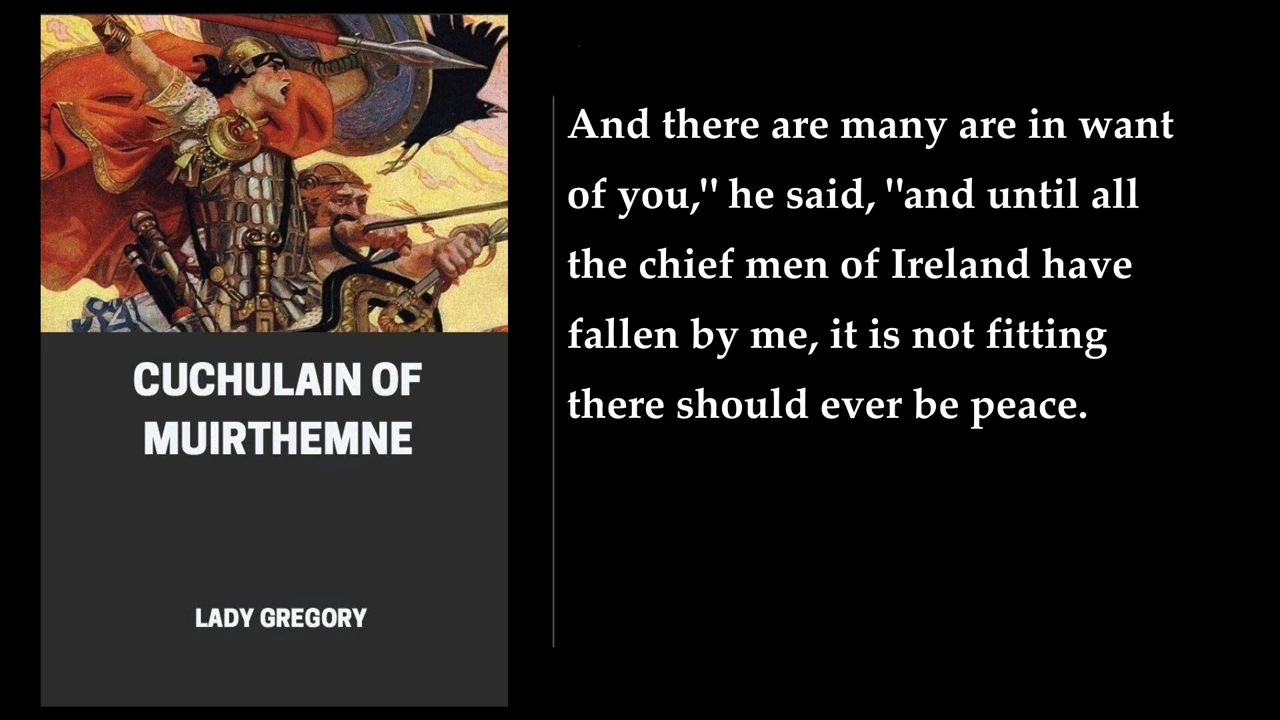 CUCHULAIN OF
MUIRTHEMNE
LADY GREGORY
And there are many are in want
of you," he said, "and until all
the chief men of Ireland have
fallen by me, it is not fitting
there should ever be peace.